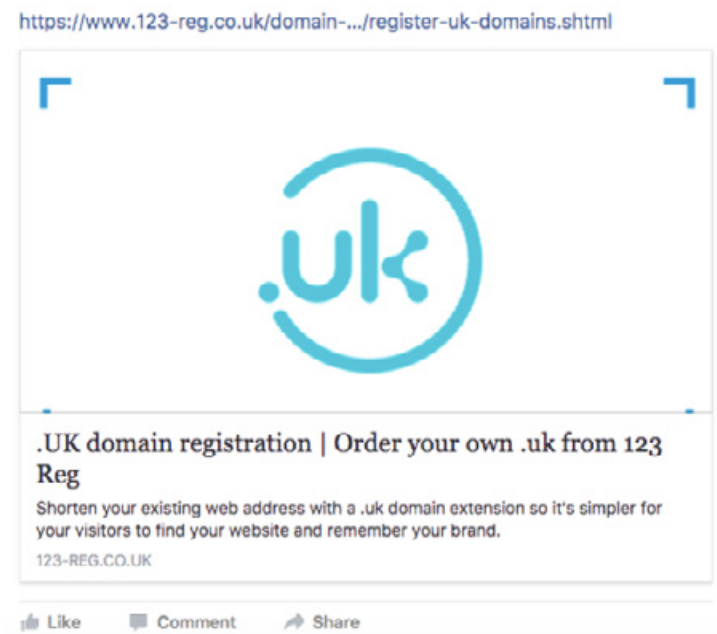 https://www.123-reg.co.uk/domain-.../register-uk-domains.shtml
.uk
.UK domain registration | Order your own .uk from 123
Reg
Shorten your existing web address with a .uk domain extension so it's simpler for
your visitors to find your website and remember your brand.
123-REG.CO.UK
Like Comment Share